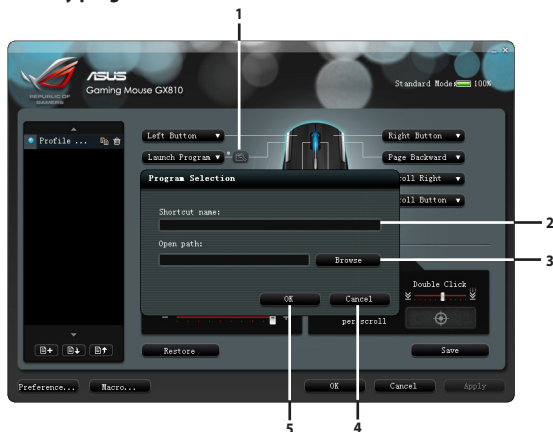 1
ASUS
Gaming Mouse GX810
REPUBLIC OF
GAMERS
Standard Mode 100%
Profile ...
Left Button
Right Button
Launch Program
Page Backward
Program Selection
oll Right
oll Button
Shortcut name:
2
Open path:
Browse
3
Double Click
OK
Cancel
per scroll
Restore
Save
Preference...
Macro...
OK
Cancel
Apply
5
4